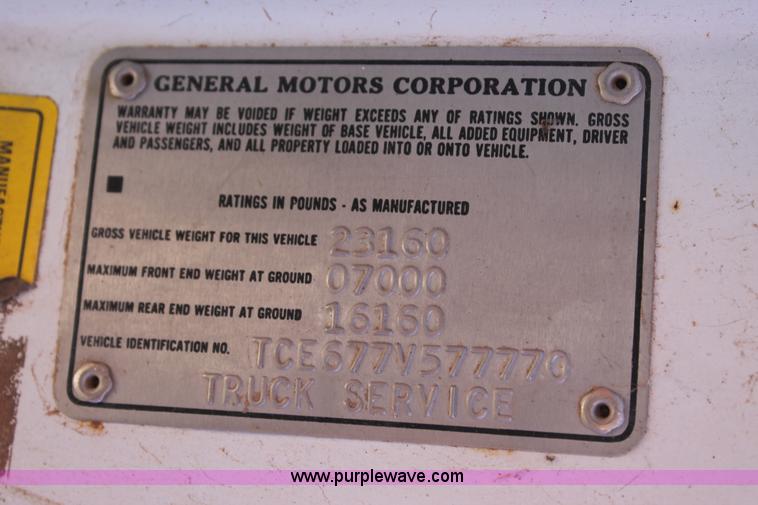 GENERAL MOTORS CORPORATION
WARRANTY MAY BE VOIDED IF WEIGHT EXCEEDS ANY OF RATINGS SHOWN. GROSS
VEHICLE WEIGHT INCLUDES WEIGHT OF BASE VEHICLE, ALL ADDED EQUIPMENT, DRIVER
AND PASSENGERS, AND ALL PROPERTY LOADED INTO OR ONTO VEHICLE.
RATINGS IN POUNDS - AS MANUFACTURED
GROSS VEHICLE WEIGHT FOR THIS VEHICLE 23160
MAXIMUM FRONT END WEIGHT AT GROUND 07000
MAXIMUM REAR END WEIGHT AT GROUND 16160
VEHICLE IDENTIFICATION NO. TCE677V577770
TRUCK SERVICE
www.purplewave.com